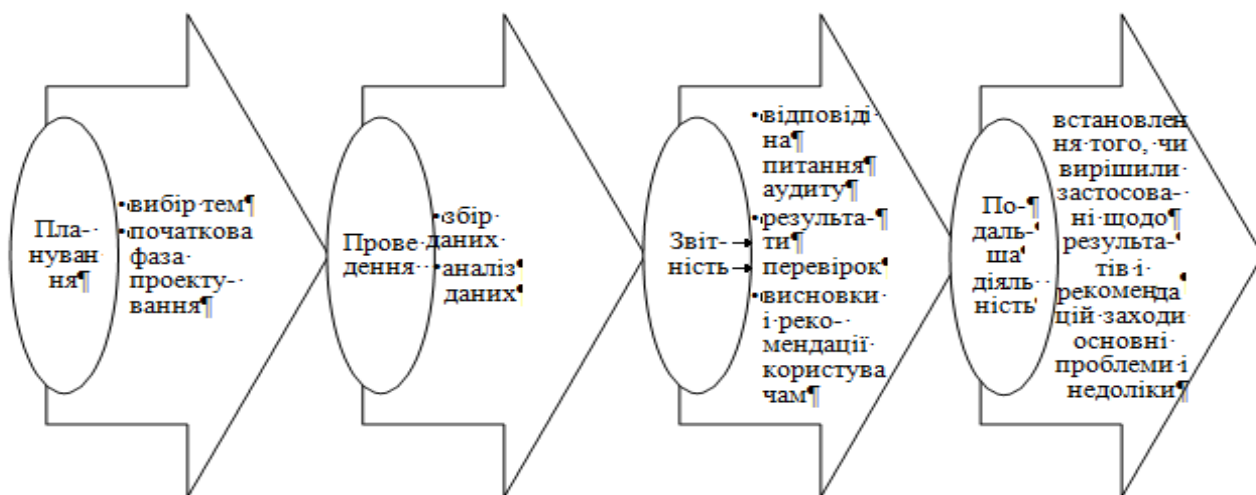 Пла-
нуван
ня¶
•вибір·тем¶
•початкова
фаза·
проекту-
вання¶
Прове
дення
•збір·
даних·
•аналіз
даних¶
Звіт-
ність
•відповіді·
на¶
питання¶
аудиту¶
•результа-¶
ти¶
перевірок¶
•висновки
і·реко-
мендації·
користува
чам¶
По-¶
даль-
ша
діяль-
ність
встановлен
ня·того,·чи
вирішили·
застосова-
ні·щодо¶
результа-
тів·і·
рекоменда
цій·заходи
основні·
проблеми·і
недоліки¶